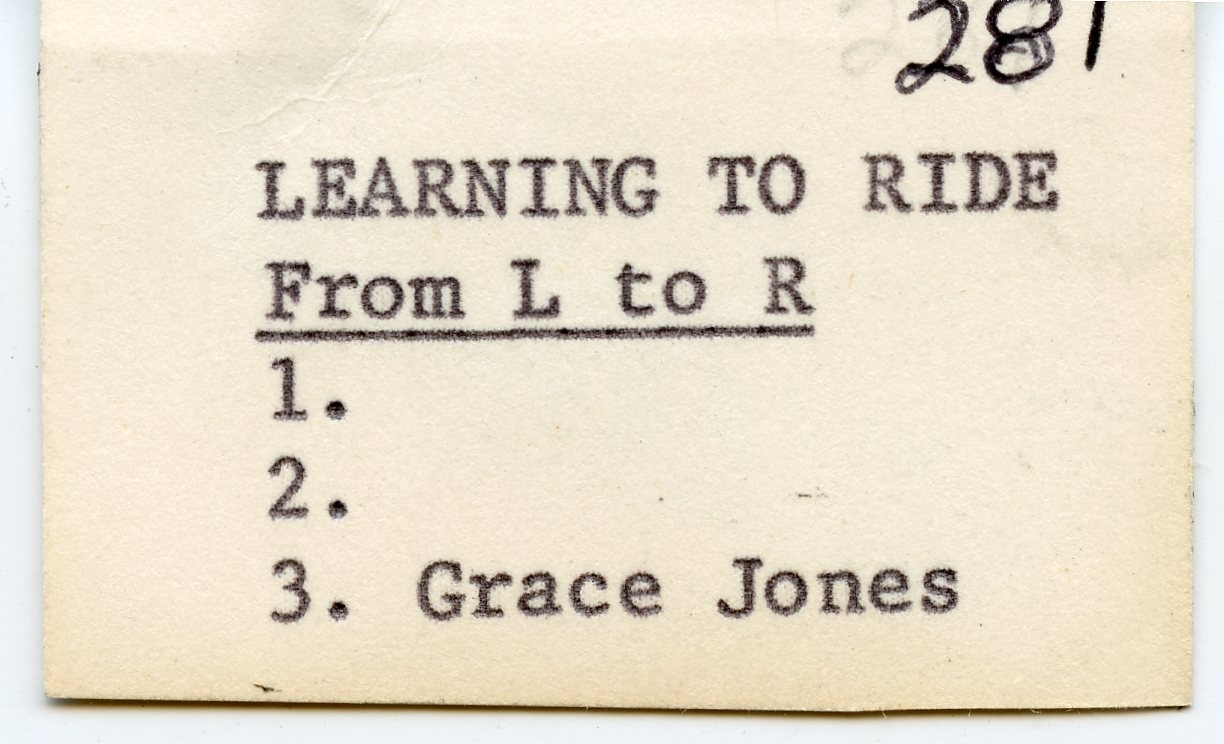 281
LEARNING TO RIDE
From L to R
1.
2.
3. Grace Jones